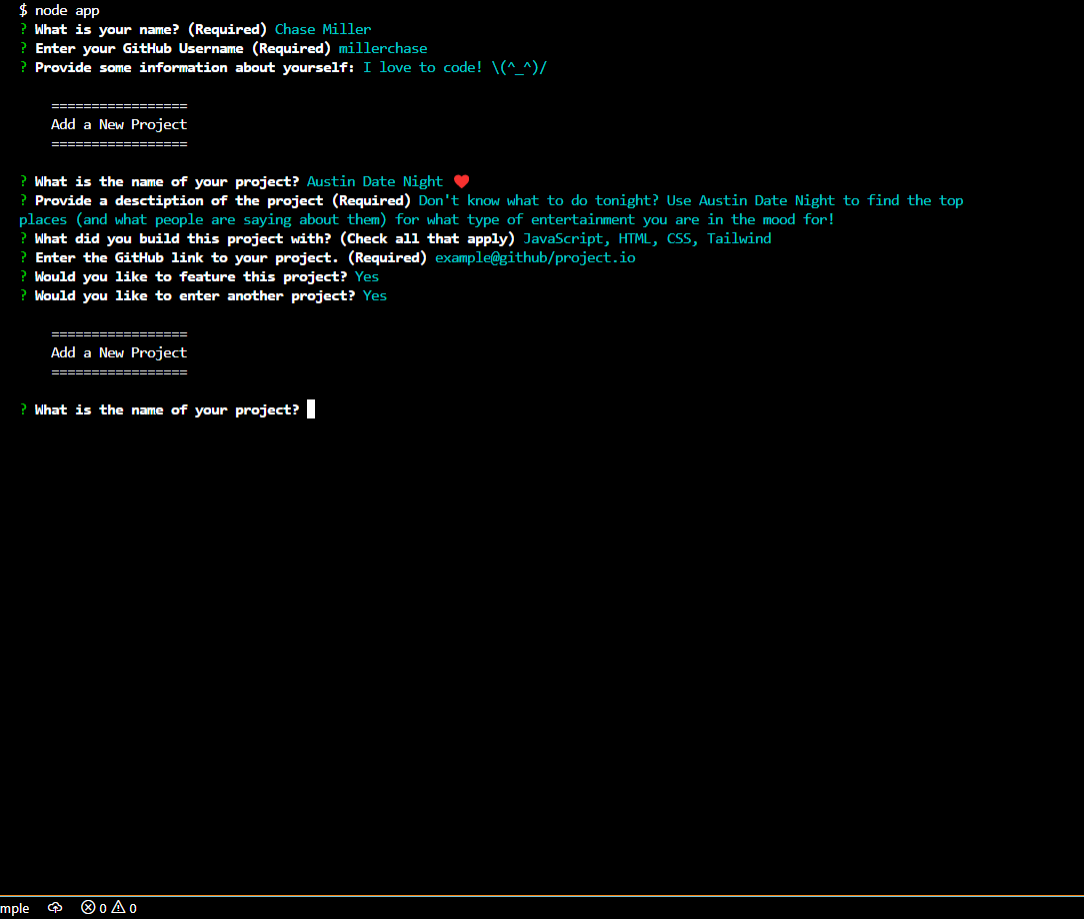 $ node app
? What is your name? (Required) Chase Miller
? Enter your GitHub Username (Required) millerchase
? Provide some information about yourself: I love to code! \(^_^)/
=================
Add a New Project
=================
? What is the name of your project? Austin Date Night ♥
? Provide a desctiption of the project (Required) Don't know what to do tonight? Use Austin Date Night to find the top
places (and what people are saying about them) for what type of entertainment you are in the mood for!
? What did you build this project with? (Check all that apply) JavaScript, HTML, CSS, Tailwind
? Enter the GitHub link to your project. (Required) example@github/project.io
? Would you like to feature this project? Yes
? Would you like to enter another project? Yes
=================
Add a New Project
=================
? What is the name of your project?
mple 0 0